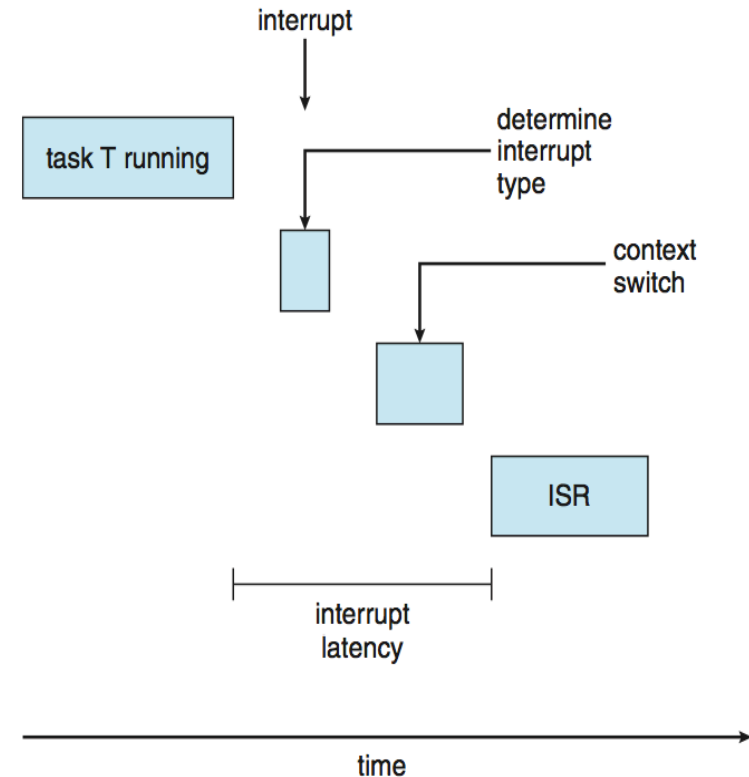 interrupt
task T running
determine
interrupt
type
context
switch
ISR
interrupt
latency
time